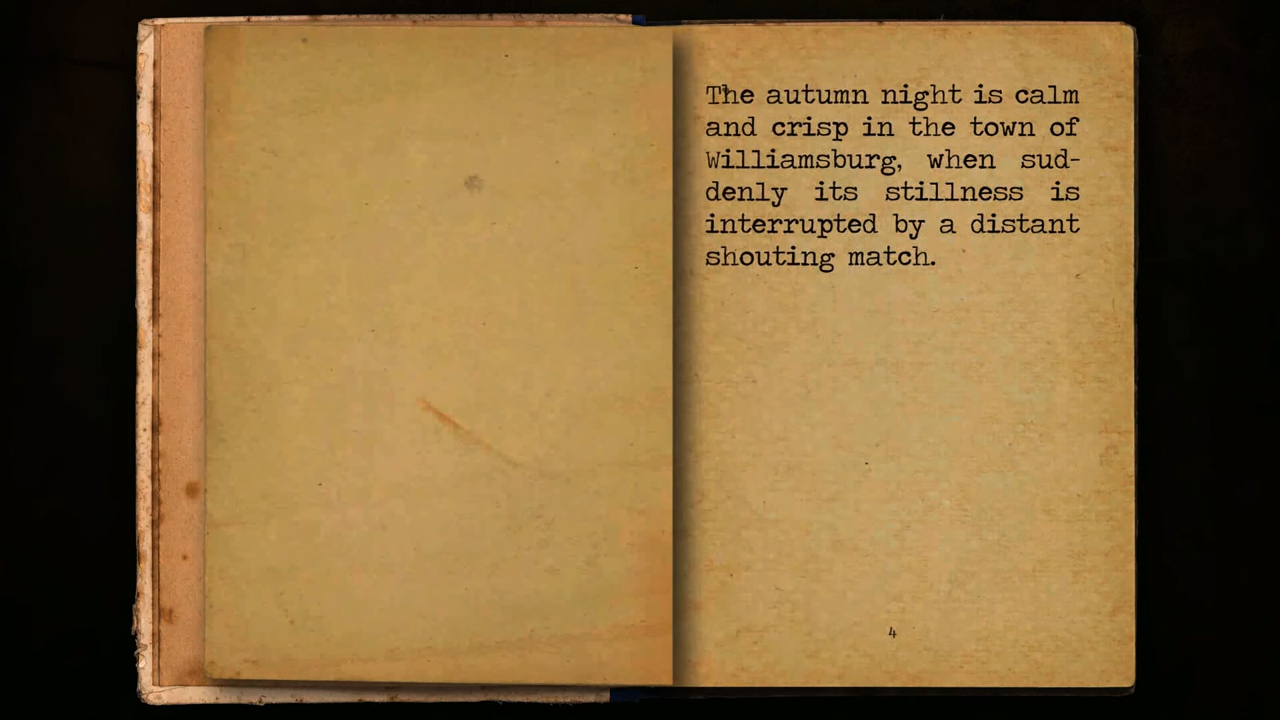 The autumn night is calm
and crisp in the town of
Williamsburg, when sud-
denly its stillness is
interrupted by a distant
shouting match.
4